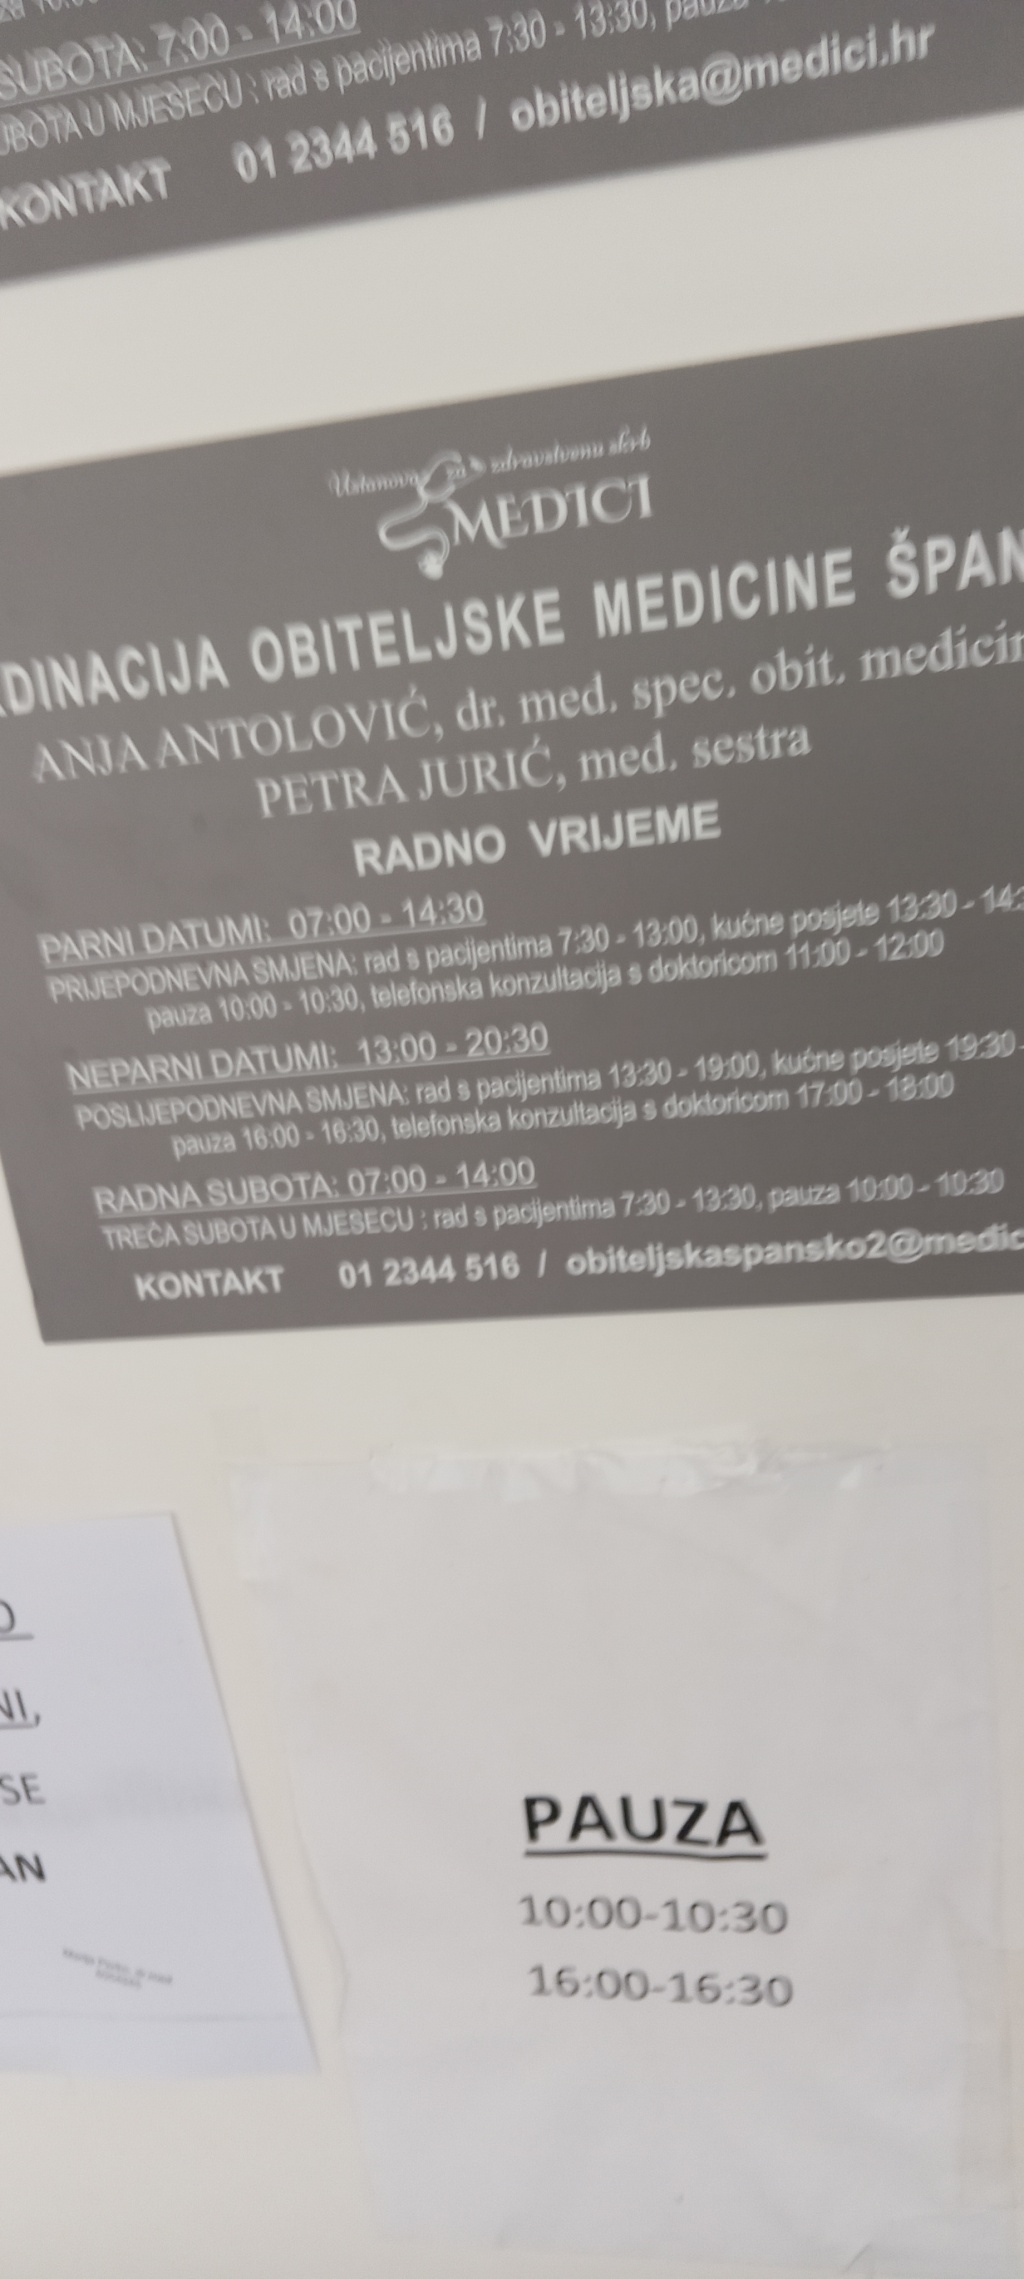 SUBOTA: 7:00 - 14:00
UBOTA U MJESECU : rad s pacijentima 7:30 - 13:30, pauza
KONTAKT 01 2344 516 / obiteljska@medici.hr
Ustanova za zdravstvenu skrb
MEDICI
DINACIJA OBITELJSKE MEDICINE ŠPAN
ANJA ANTOLOVIĆ, dr. med. spec. obit. medicin
PETRA JURIĆ, med. sestra
RADNO VRIJEME
PARNI DATUMI: 07:00 - 14:30
PRIJEPODNEVNA SMJENA: rad s pacijentima 7:30 - 13:00, kućne posjete 13:30 - 14:
pauza 10:00 - 10:30, telefonska konzultacija s doktoricom 11:00 - 12:00
NEPARNI DATUMI: 13:00 - 20:30
POSLIJEPODNEVNA SMJENA: rad s pacijentima 13:30 - 19:00, kućne posjete 19:30 -
pauza 16:00 - 16:30, telefonska konzultacija s doktoricom 17:00 - 18:00
RADNA SUBOTA: 07:00 - 14:00
TREĆA SUBOTA U MJESECU : rad s pacijentima 7:30 - 13:30, pauza 10:00 - 10:30
KONTAKT 01 2344 516 / obiteljskaspansko2@medic
O
NI,
SE
AN
PAUZA
10:00-10:30
16:00-16:30